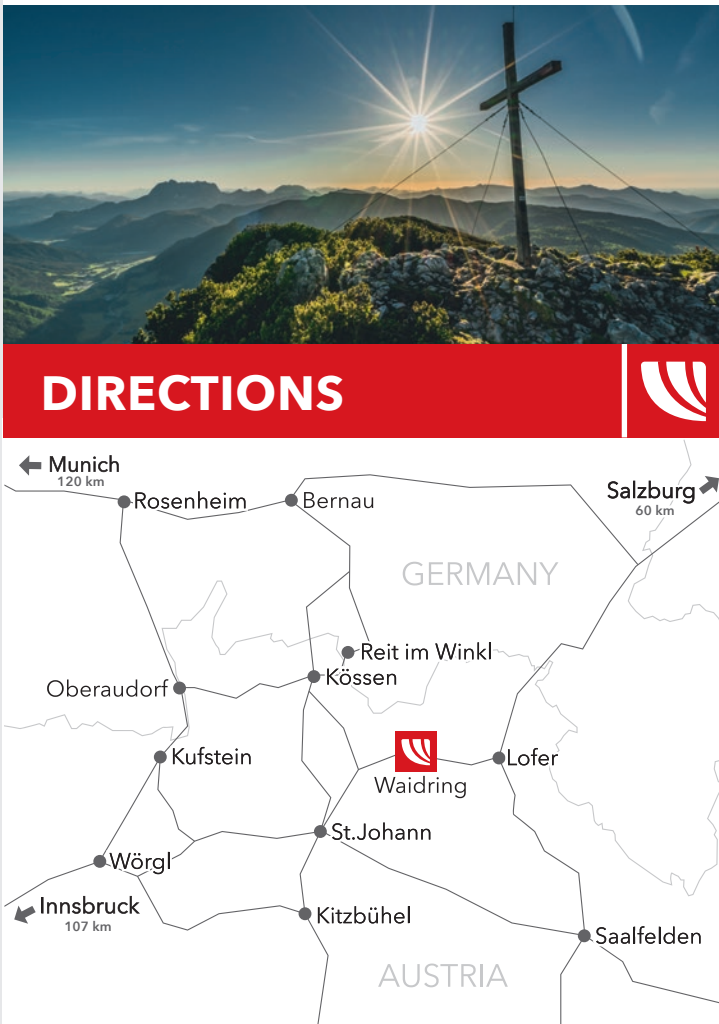 DIRECTIONS
Munich
120 km
Rosenheim
Bernau
Salzburg
60 km
GERMANY
Reit im Winkl
Kössen
Oberaudorf
Kufstein
Lofer
Waidring
St.Johann
Wörgl
Innsbruck
107 km
Kitzbühel
Saalfelden
AUSTRIA